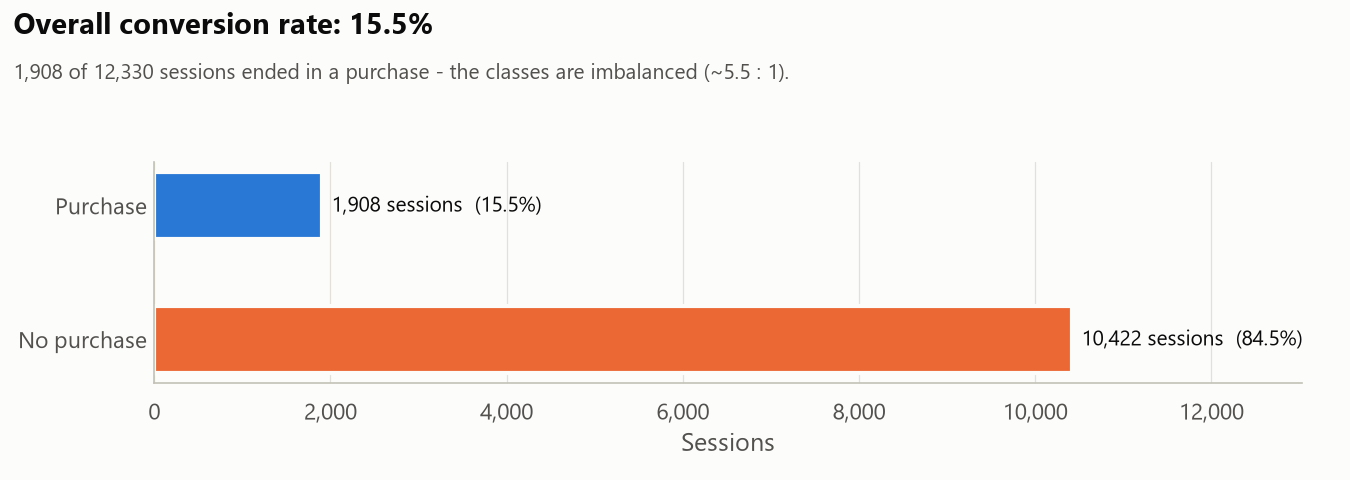 Overall conversion rate: 15.5%
1,908 of 12,330 sessions ended in a purchase - the classes are imbalanced (~5.5 : 1).
Purchase
1,908 sessions  (15.5%)
No purchase
10,422 sessions  (84.5%)
0 2,000 4,000 6,000 8,000 10,000 12,000
Sessions